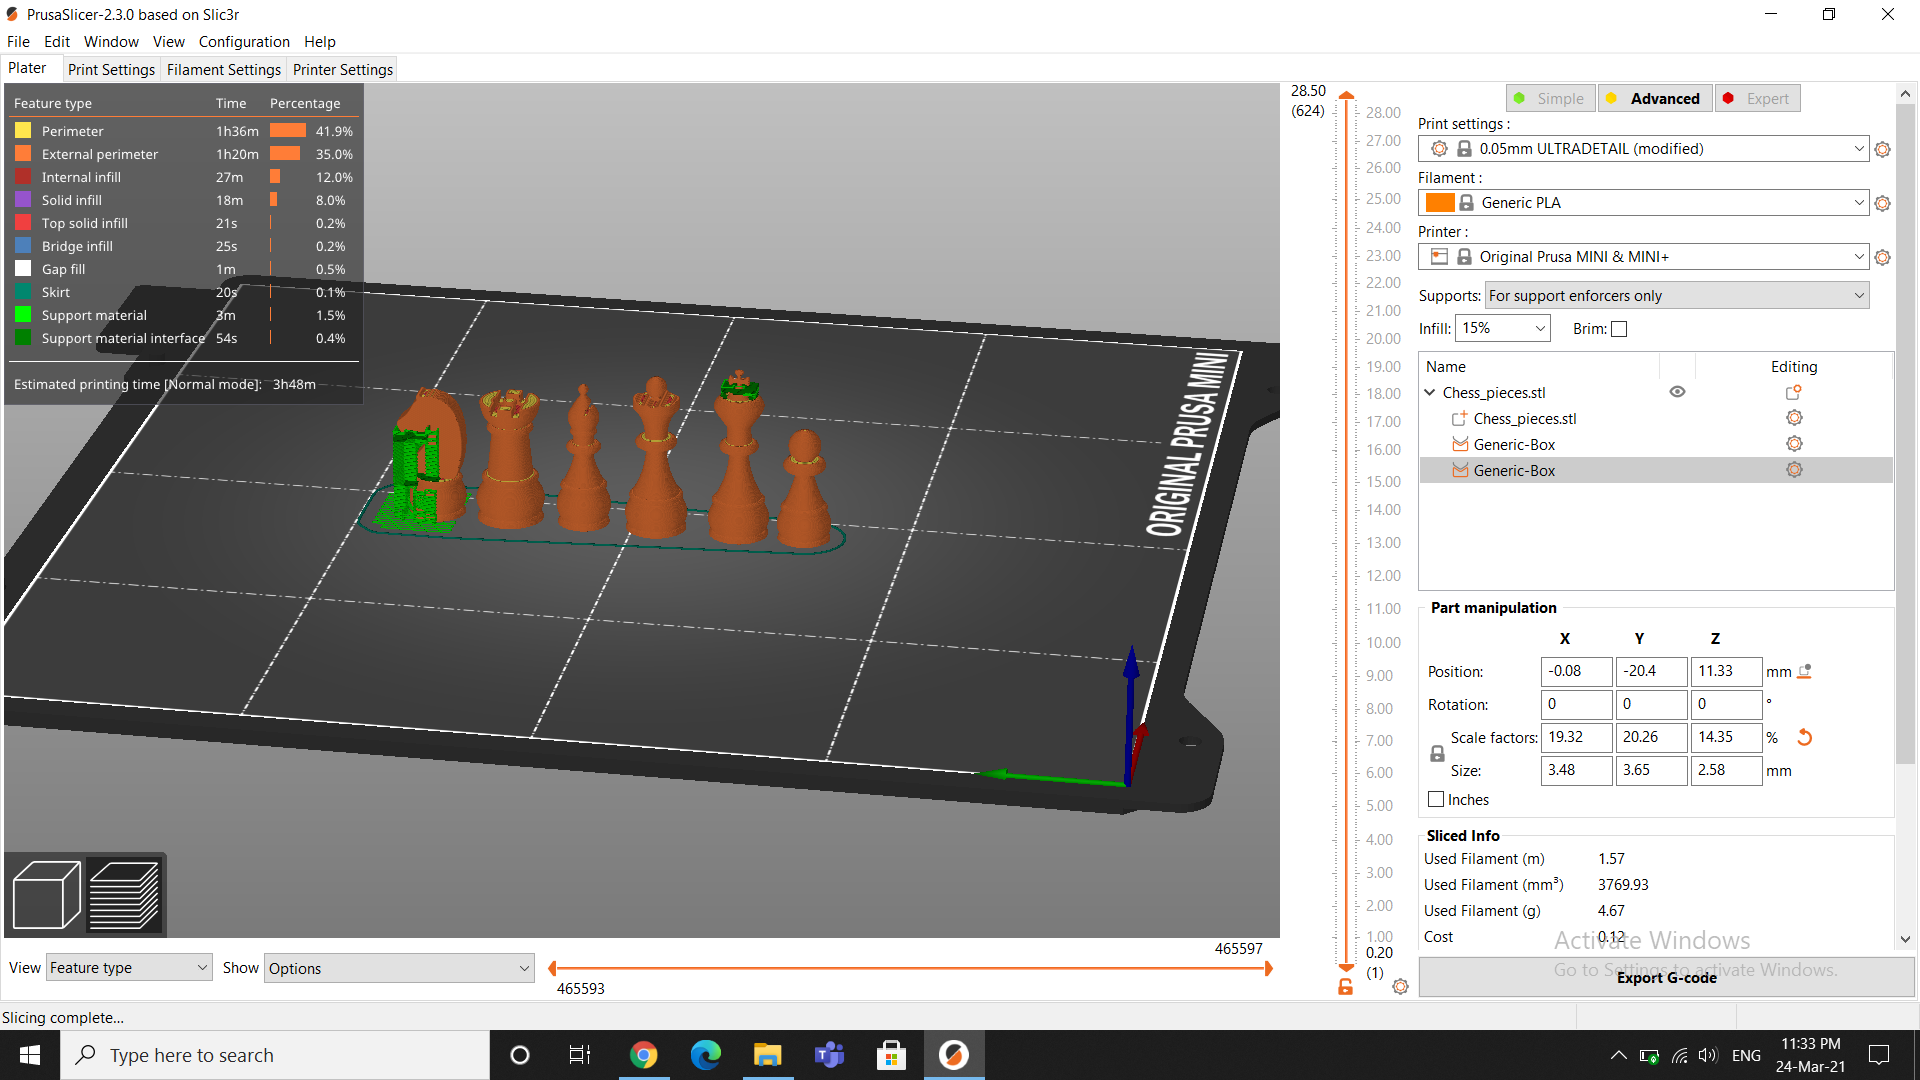 PrusaSlicer-2.3.0 based on Slic3r
File Edit Window View Configuration Help
Plater Print Settings Filament Settings Printer Settings
Feature type Time Percentage
Perimeter 1h36m 41.9%
External perimeter 1h20m 35.0%
Internal infill 27m 12.0%
Solid infill 18m 8.0%
Top solid infill 21s 0.2%
Bridge infill 25s 0.2%
Gap fill 1m 0.5%
Skirt 20s 0.1%
Support material 3m 1.5%
Support material interface 54s 0.4%
Estimated printing time [Normal mode]: 3h48m
ORIGINAL PRUSA MINI
28.50
(624)
28.00
27.00
26.00
25.00
24.00
23.00
22.00
21.00
20.00
19.00
18.00
17.00
16.00
15.00
14.00
13.00
12.00
11.00
10.00
9.00
8.00
7.00
6.00
5.00
4.00
3.00
2.00
1.00
0.20
(1)
Simple Advanced Expert
Print settings :
0.05mm ULTRADETAIL (modified)
Filament :
Generic PLA
Printer :
Original Prusa MINI & MINI+
Supports: For support enforcers only
Infill: 15% Brim:
Name Editing
Chess_pieces.stl
Chess_pieces.stl
Generic-Box
Generic-Box
Part manipulation
X Y Z
Position: -0.08 -20.4 11.33 mm
Rotation: 0 0 0 °
Scale factors: 19.32 20.26 14.35 %
Size: 3.48 3.65 2.58 mm
Inches
Sliced Info
Used Filament (m) 1.57
Used Filament (mm³) 3769.93
Used Filament (g) 4.67
Cost 0.12
Activate Windows
Go to Settings to activate Windows.
Export G-code
465597
View Feature type Show Options
465593
Slicing complete...
Type here to search
ENG
11:33 PM
24-Mar-21